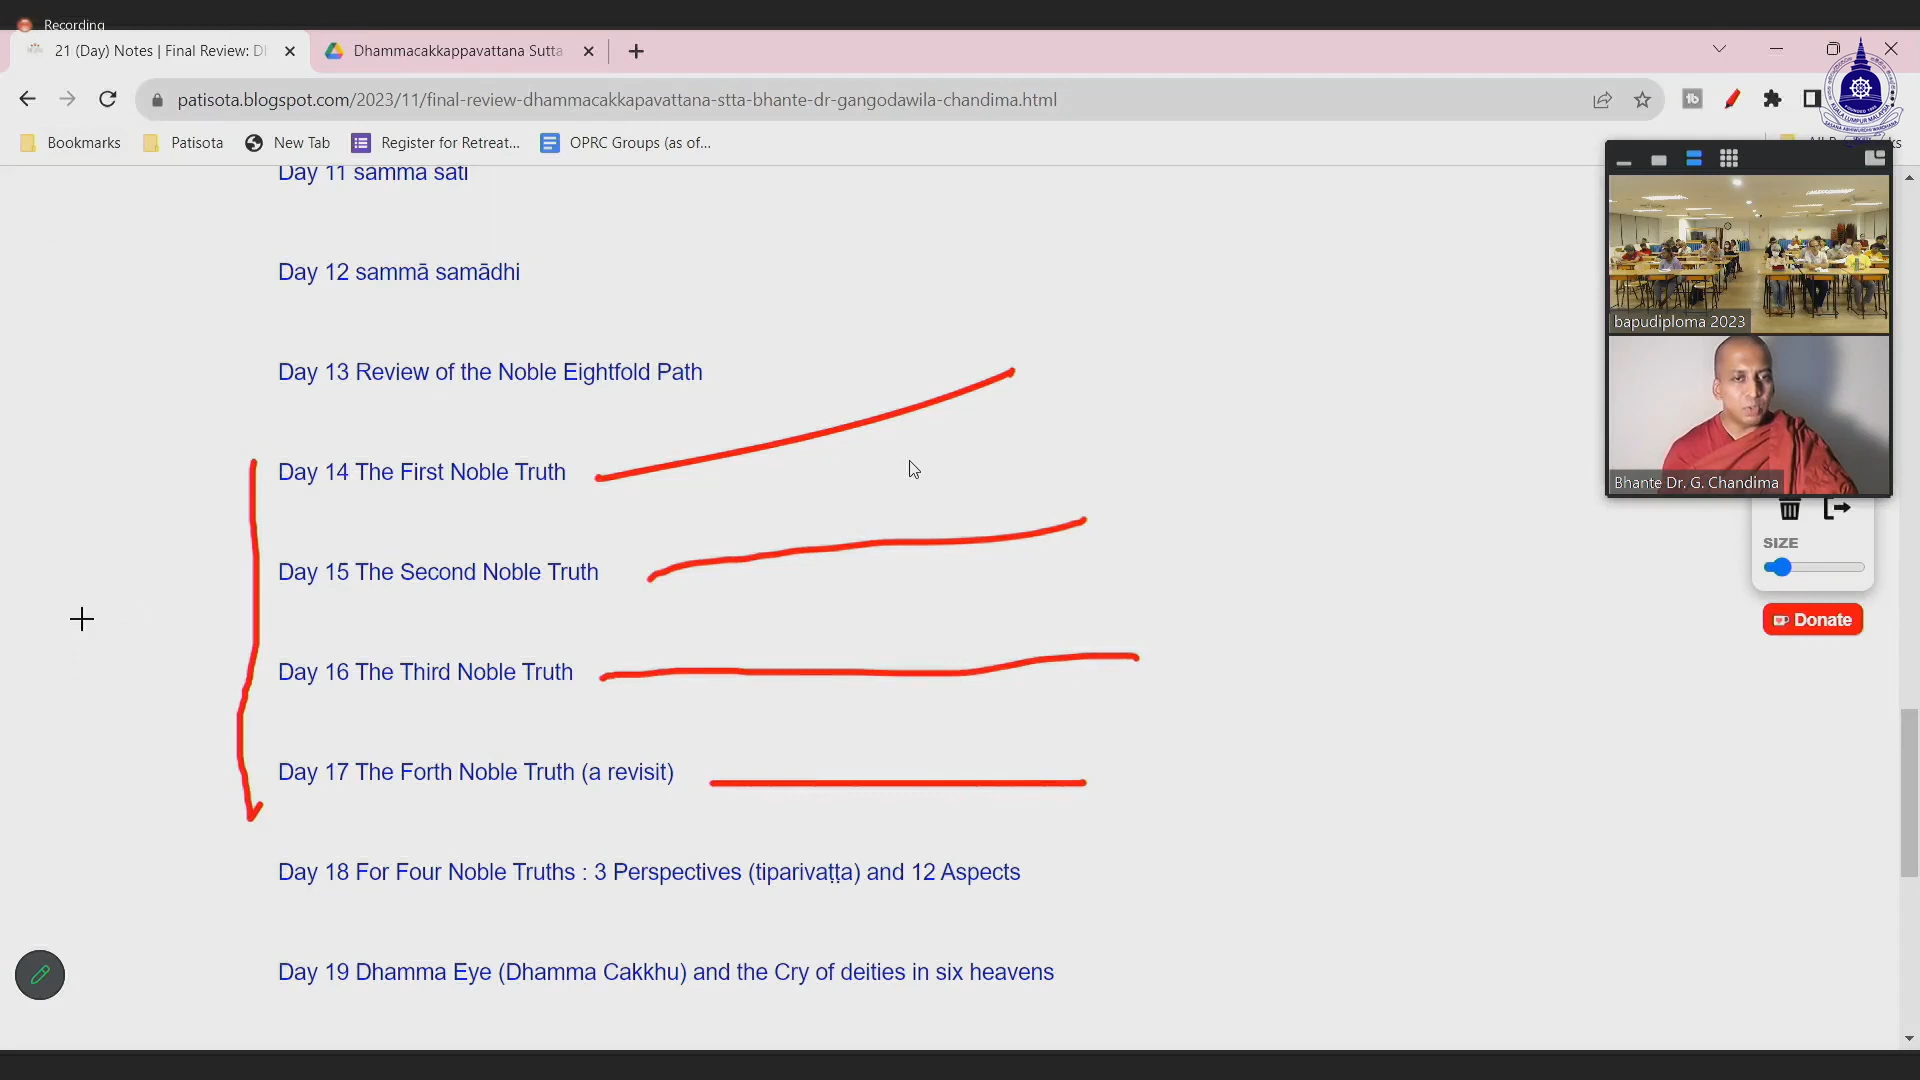 Recording
21 (Day) Notes | Final Review: D
Dhammacakkappavattana Sutta
patisota.blogspot.com/2023/11/final-review-dhammacakkapavattana-stta-bhante-dr-gangodawila-chandima.html
Bookmarks
Patisota
New Tab
Register for Retreat...
OPRC Groups (as of...
Day 11 samma sati
Day 12 sammā samādhi
Day 13 Review of the Noble Eightfold Path
Day 14 The First Noble Truth
Day 15 The Second Noble Truth
Day 16 The Third Noble Truth
Day 17 The Forth Noble Truth (a revisit)
Day 18 For Four Noble Truths : 3 Perspectives (tiparivaṭṭa) and 12 Aspects
Day 19 Dhamma Eye (Dhamma Cakkhu) and the Cry of deities in six heavens
bapudiploma 2023
Bhante Dr. G. Chandima
SIZE
Donate